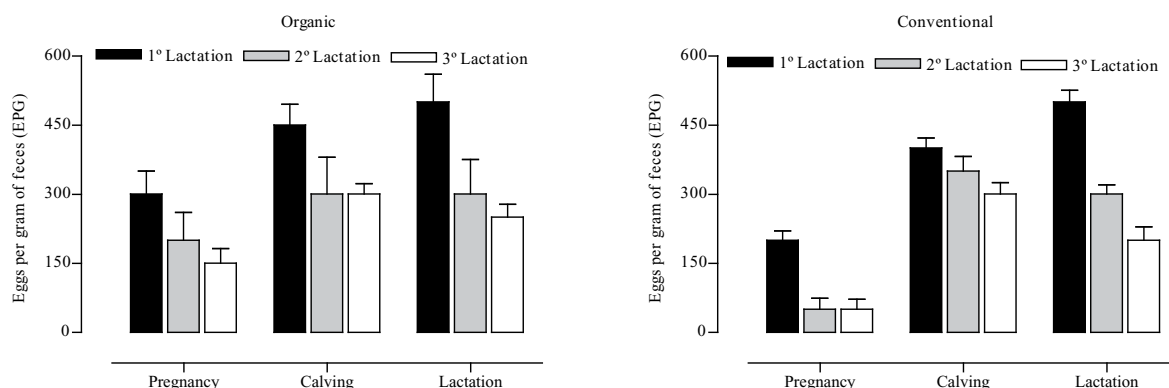 Organic
1º Lactation 2º Lactation 3º Lactation
Eggs per gram of feces (EPG)
600
450
300
150
0
Pregnancy Calving Lactation
Conventional
1º Lactation 2º Lactation 3º Lactation
Eggs per gram of feces (EPG)
600
450
300
150
0
Pregnancy Calving Lactation